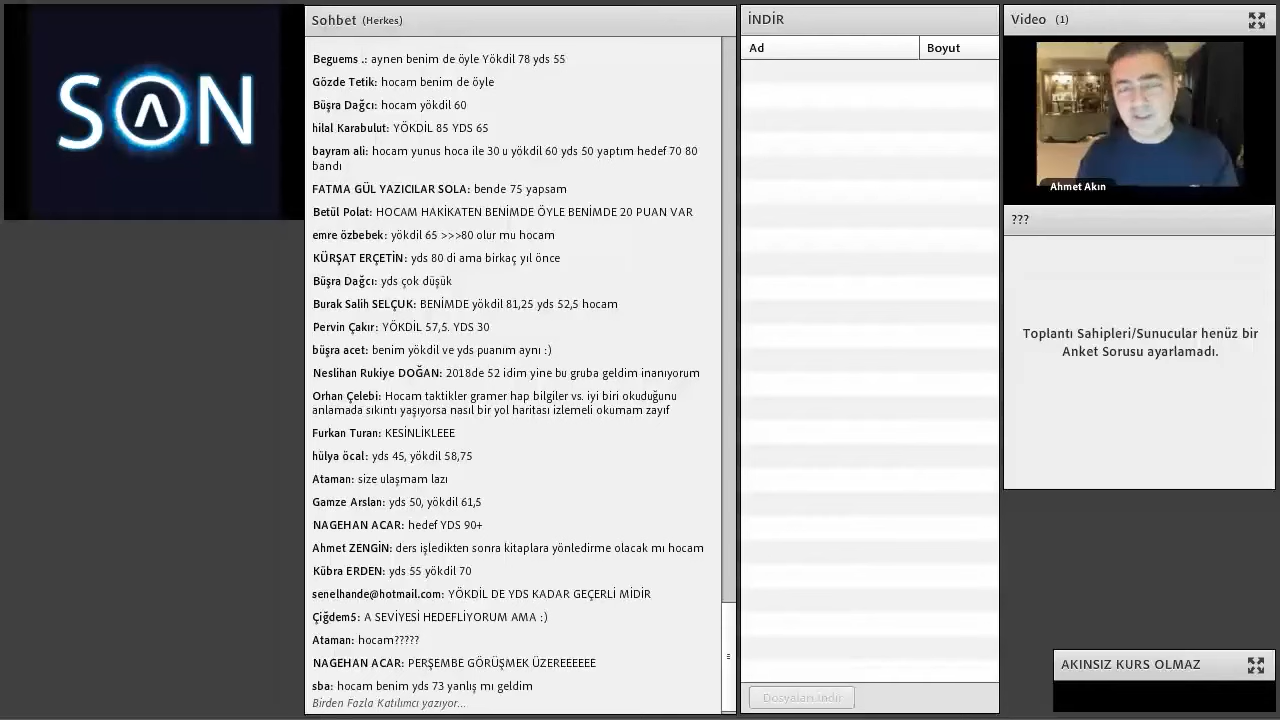 SON
Sohbet (Herkes)
Beguems .: aynen benim de öyle Yökdil 78 yds 55
Gözde Tetik: hocam benim de öyle
Büşra Dağcı: hocam yökdil 60
hilal Karabulut: YÖKDİL 85 YDS 65
bayram ali: hocam yunus hoca ile 30 u yökdil 60 yds 50 yaptım hedef 70 80
bandı
FATMA GÜL YAZICILAR SOLA: bende 75 yapsam
Betül Polat: HOCAM HAKİKATEN BENİMDE ÖYLE BENİMDE 20 PUAN VAR
emre özbebek: yökdil 65 >>>80 olur mu hocam
KÜRŞAT ERÇETİN: yds 80 di ama birkaç yıl önce
Büşra Dağcı: yds çok düşük
Burak Salih SELÇUK: BENİMDE yökdil 81,25 yds 52,5 hocam
Pervin Çakır: YÖKDİL 57,5. YDS 30
büşra acet: benim yökdil ve yds puanım aynı :)
Neslihan Rukiye DOĞAN: 2018de 52 idim yine bu gruba geldim inanıyorum
Orhan Çelebi: Hocam taktikler gramer hap bilgiler vs. iyi biri okuduğunu
anlamada sıkıntı yaşıyorsa nasıl bir yol haritası izlemeli okumam zayıf
Furkan Turan: KESİNLİKLEEE
hülya öcal: yds 45, yökdil 58,75
Ataman: size ulaşmam lazı
Gamze Arslan: yds 50, yökdil 61,5
NAGEHAN ACAR: hedef YDS 90+
Ahmet ZENGİN: ders işledikten sonra kitaplara yönledirme olacak mı hocam
Kübra ERDEN: yds 55 yökdil 70
senelhande@hotmail.com: YÖKDİL DE YDS KADAR GEÇERLİ MİDİR
Çiğdem5: A SEVİYESİ HEDEFLİYORUM AMA :)
Ataman: hocam?????
NAGEHAN ACAR: PERŞEMBE GÖRÜŞMEK ÜZEREEEEEE
sba: hocam benim yds 73 yanlış mı geldim
Birden Fazla Katılımcı yazıyor...
İNDİR
Ad Boyut
Dosyaları İndir
Video (1)
Ahmet Akın
???
Toplantı Sahipleri/Sunucular henüz bir
Anket Sorusu ayarlamadı.
AKINSIZ KURS OLMAZ